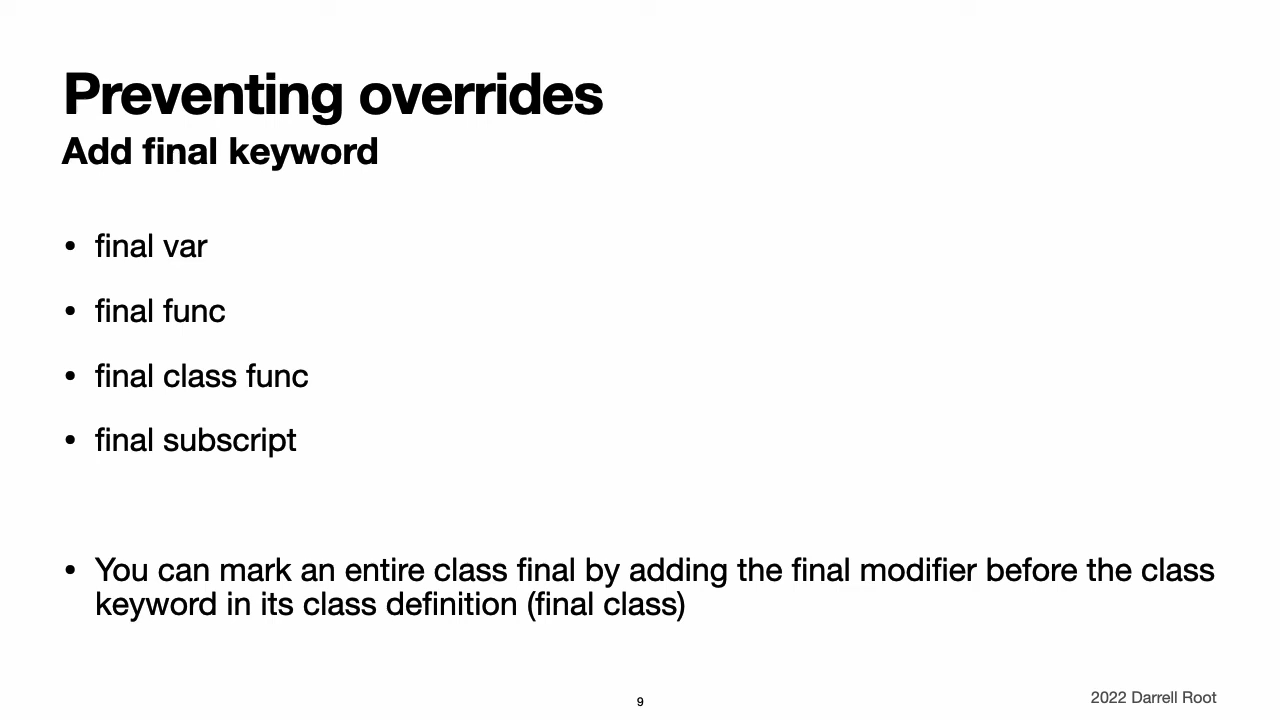 Preventing overrides
Add final keyword
• final var
• final func
• final class func
• final subscript
• You can mark an entire class final by adding the final modifier before the class
keyword in its class definition (final class)
9
2022 Darrell Root